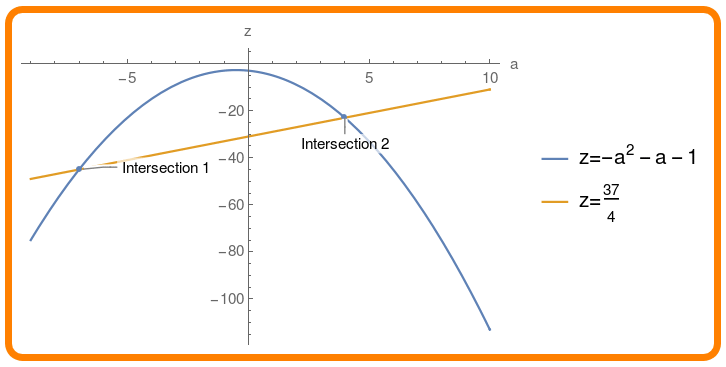 z
a
−5
5
10
−20
−40
−60
−80
−100
Intersection 1
Intersection 2
z=−a² − a − 1
z=37/4